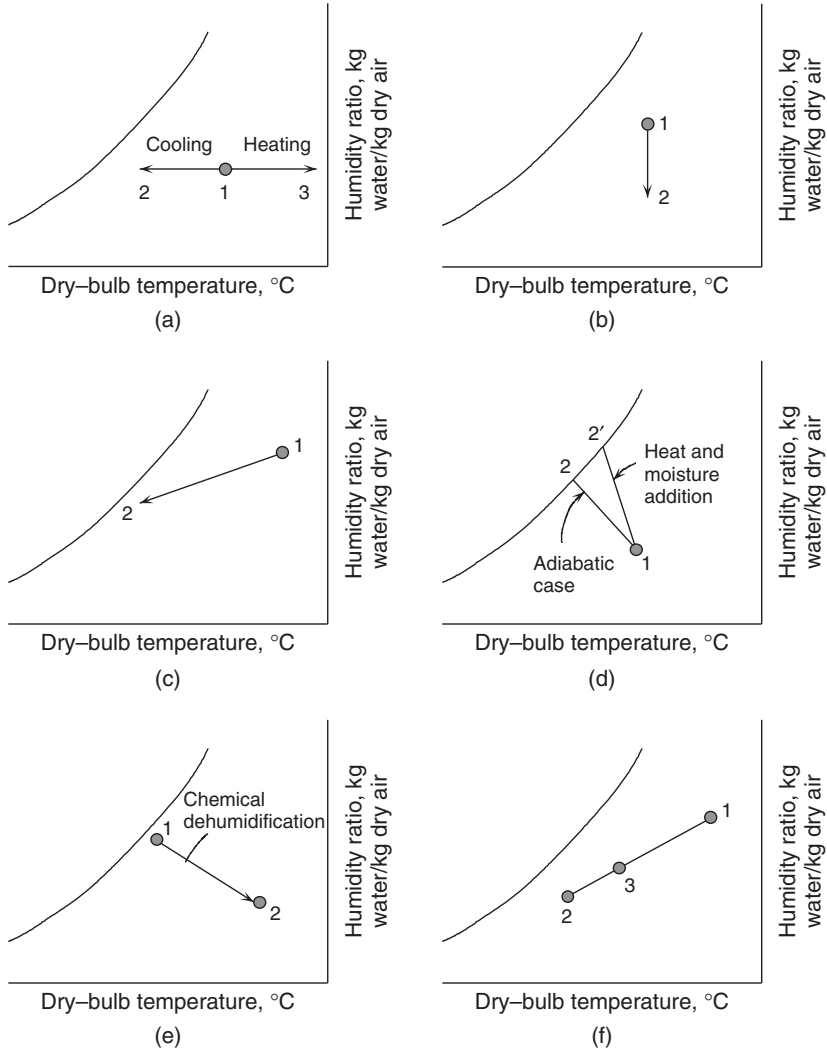 Cooling
Heating
2
1
3
Humidity ratio, kg
water/kg dry air
Dry–bulb temperature, °C
(a)
1
2
Humidity ratio, kg
water/kg dry air
Dry–bulb temperature, °C
(b)
1
2
Humidity ratio, kg
water/kg dry air
Dry–bulb temperature, °C
(c)
2′
2
Heat and
moisture
addition
Adiabatic
case
1
Humidity ratio, kg
water/kg dry air
Dry–bulb temperature, °C
(d)
Chemical
dehumidification
1
2
Humidity ratio, kg
water/kg dry air
Dry–bulb temperature, °C
(e)
1
3
2
Humidity ratio, kg
water/kg dry air
Dry–bulb temperature, °C
(f)